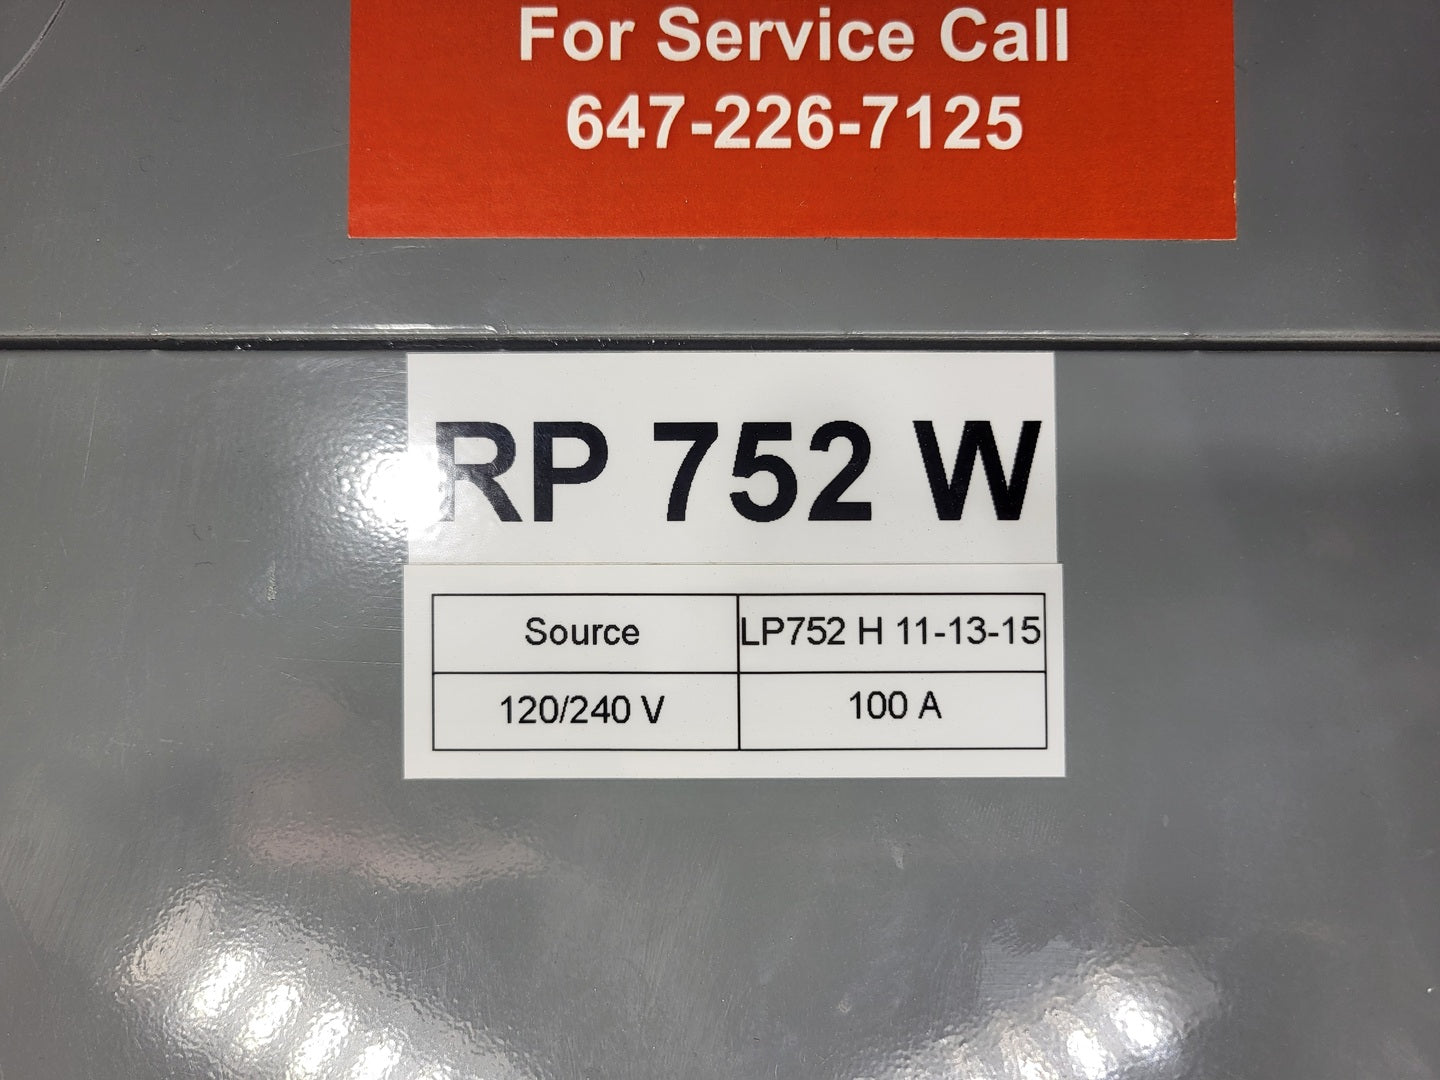 For Service Call
647-226-7125
RP 752 W
Source LP752 H 11-13-15
120/240 V 100 A